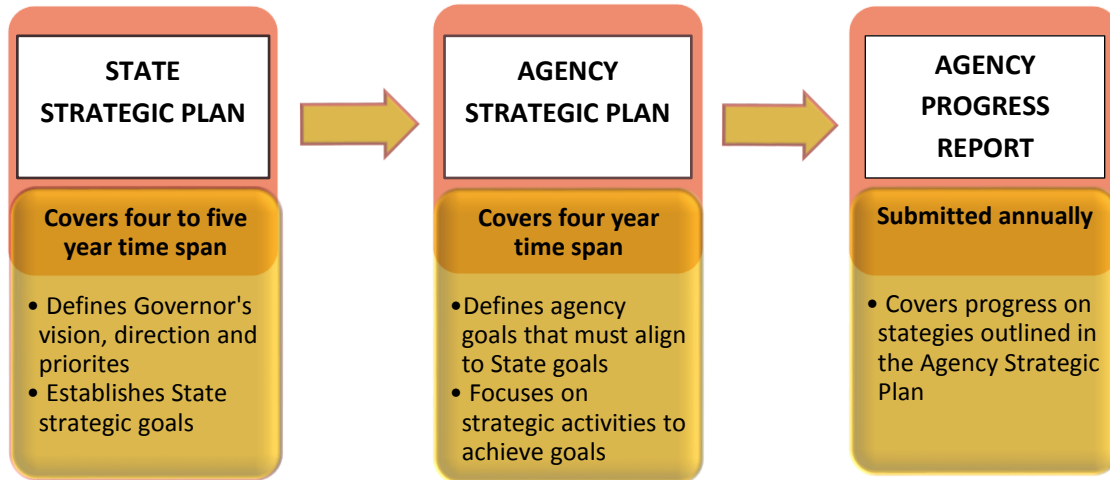 STATE
STRATEGIC PLAN
Covers four to five
year time span
• Defines Governor's
vision, direction and
priorites
• Establishes State
strategic goals
AGENCY
STRATEGIC PLAN
Covers four year
time span
•Defines agency
goals that must align
to State goals
• Focuses on
strategic activities to
achieve goals
AGENCY
PROGRESS
REPORT
Submitted annually
• Covers progress on
stategies outlined in
the Agency Strategic
Plan